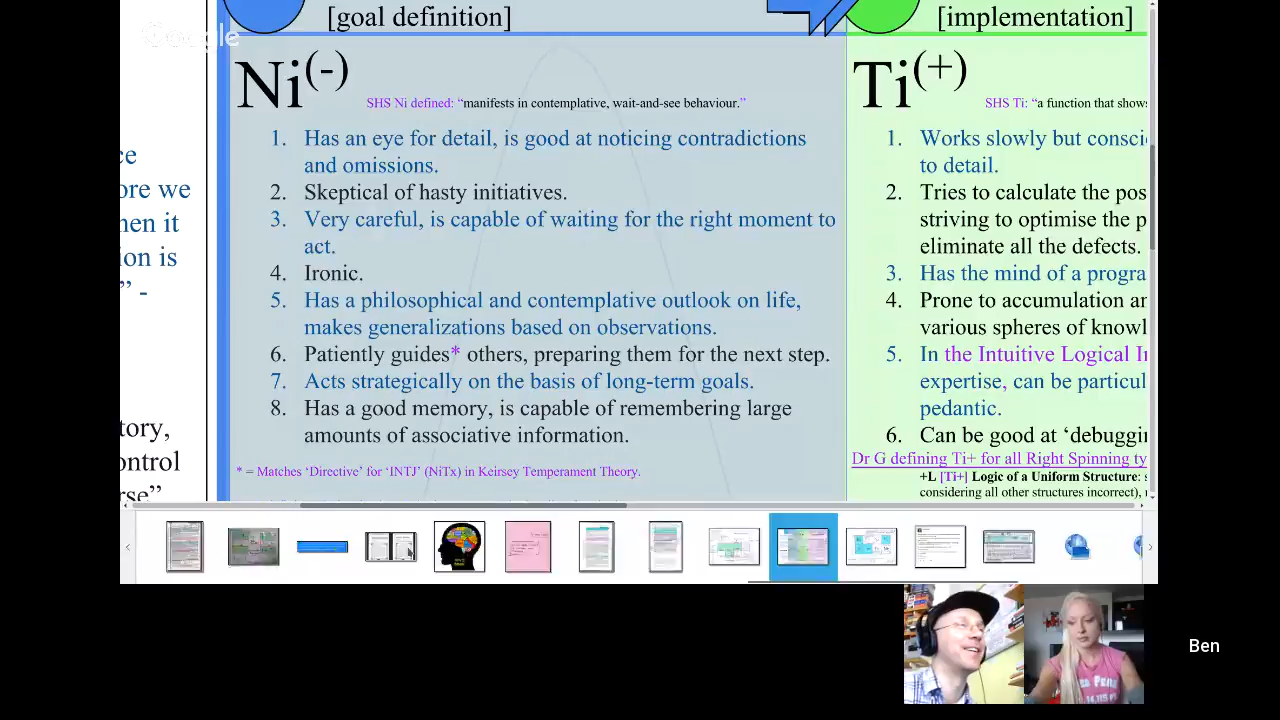 Google
[goal definition]
[implementation]
Ni(-)
SHS Ni defined: “manifests in contemplative, wait-and-see behaviour.”
1. Has an eye for detail, is good at noticing contradictions
and omissions.
2. Skeptical of hasty initiatives.
3. Very careful, is capable of waiting for the right moment to
act.
4. Ironic.
5. Has a philosophical and contemplative outlook on life,
makes generalizations based on observations.
6. Patiently guides* others, preparing them for the next step.
7. Acts strategically on the basis of long-term goals.
8. Has a good memory, is capable of remembering large
amounts of associative information.
* = Matches ‘Directive’ for ‘INTJ’ (NiTx) in Keirsey Temperament Theory.
Ti(+)
SHS Ti: “a function that shows
1. Works slowly but consci
to detail.
2. Tries to calculate the pos
striving to optimise the p
eliminate all the defects.
3. Has the mind of a progra
4. Prone to accumulation an
various spheres of knowl
5. In the Intuitive Logical I
expertise, can be particul
pedantic.
6. Can be good at ‘debuggi
Dr G defining Ti+ for all Right Spinning ty
+L [Ti+] Logic of a Uniform Structure: s
considering all other structures incorrect),
ce
ore we
hen it
ion is
” -
tory,
ontrol
rse”
Ben